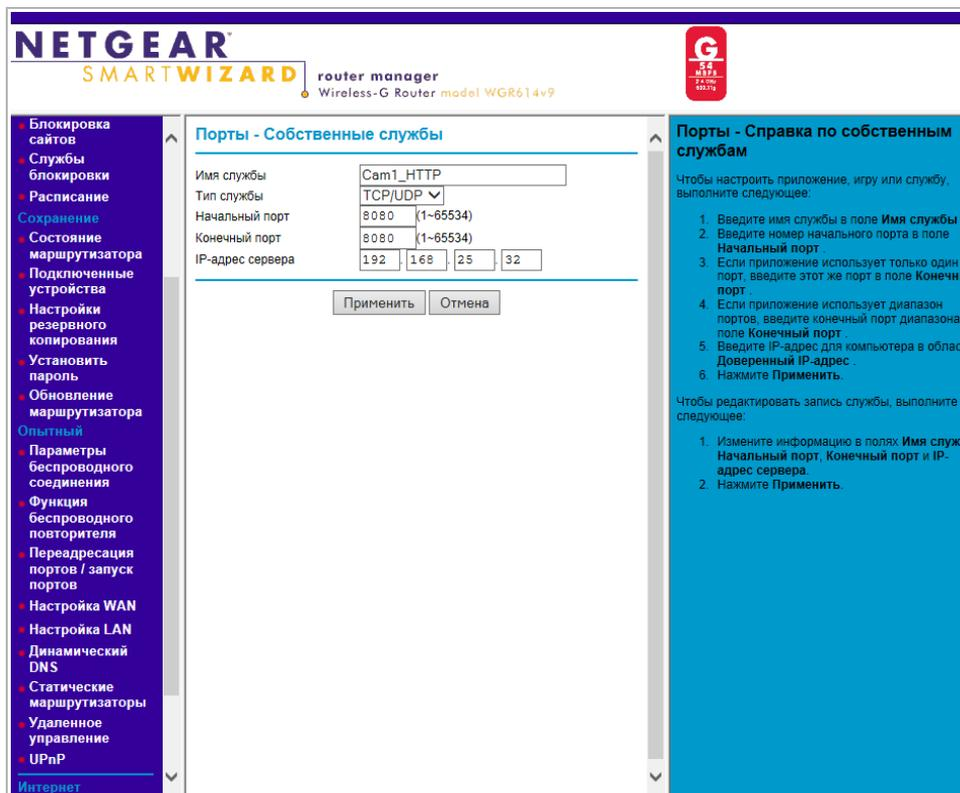 NETGEAR
SMARTWIZARD router manager
Wireless-G Router model WGR614v9
G
54
MBPS
2.4 GHz
802.11g
Блокировка
сайтов
Службы
блокировки
Расписание
Сохранение
Состояние
маршрутизатора
Подключенные
устройства
Настройки
резервного
копирования
Установить
пароль
Обновление
маршрутизатора
Опытный
Параметры
беспроводного
соединения
Функция
беспроводного
повторителя
Переадресация
портов / запуск
портов
Настройка WAN
Настройка LAN
Динамический
DNS
Статические
маршрутизаторы
Удаленное
управление
UPnP
Интернет
Порты - Собственные службы
Имя службы Cam1_HTTP
Тип службы TCP/UDP
Начальный порт 8080 (1~65534)
Конечный порт 8080 (1~65534)
IP-адрес сервера 192 . 168 . 25 . 32
Применить Отмена
Порты - Справка по собственным
службам
Чтобы настроить приложение, игру или службу,
выполните следующее:
1. Введите имя службы в поле Имя службы
2. Введите номер начального порта в поле
Начальный порт .
3. Если приложение использует только один
порт, введите этот же порт в поле Конечн
порт .
4. Если приложение использует диапазон
портов, введите конечный порт диапазона
поле Конечный порт .
5. Введите IP-адрес для компьютера в облас
Доверенный IP-адрес .
6. Нажмите Применить.
Чтобы редактировать запись службы, выполните
следующее:
1. Измените информацию в полях Имя служ
Начальный порт, Конечный порт и IP-
адрес сервера.
2. Нажмите Применить.